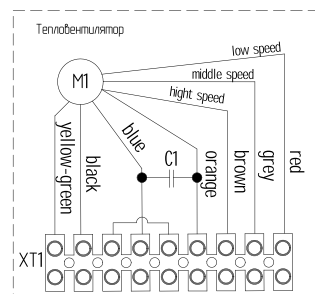 Тепловентилятор
low speed
middle speed
hight speed
M1
yellow-green
black
blue
C1
orange
brown
grey
red
XT1